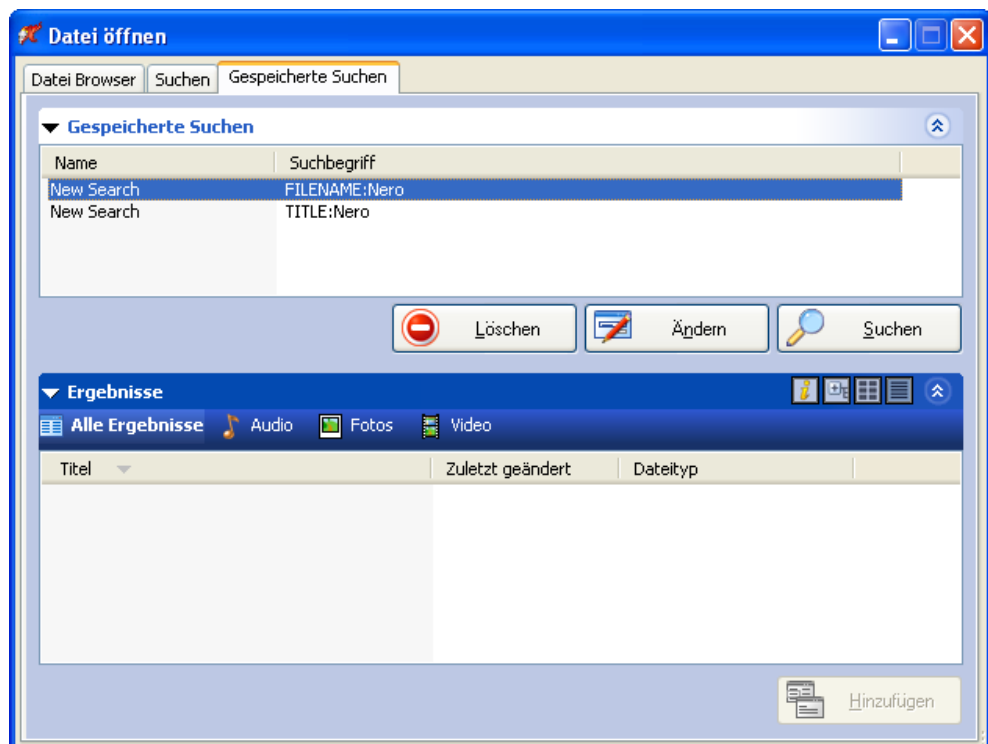 Datei öffnen
Datei Browser Suchen Gespeicherte Suchen
Gespeicherte Suchen
Name Suchbegriff
New Search FILENAME:Nero
New Search TITLE:Nero
Löschen Ändern Suchen
Ergebnisse
Alle Ergebnisse Audio Fotos Video
Titel Zuletzt geändert Dateityp
Hinzufügen